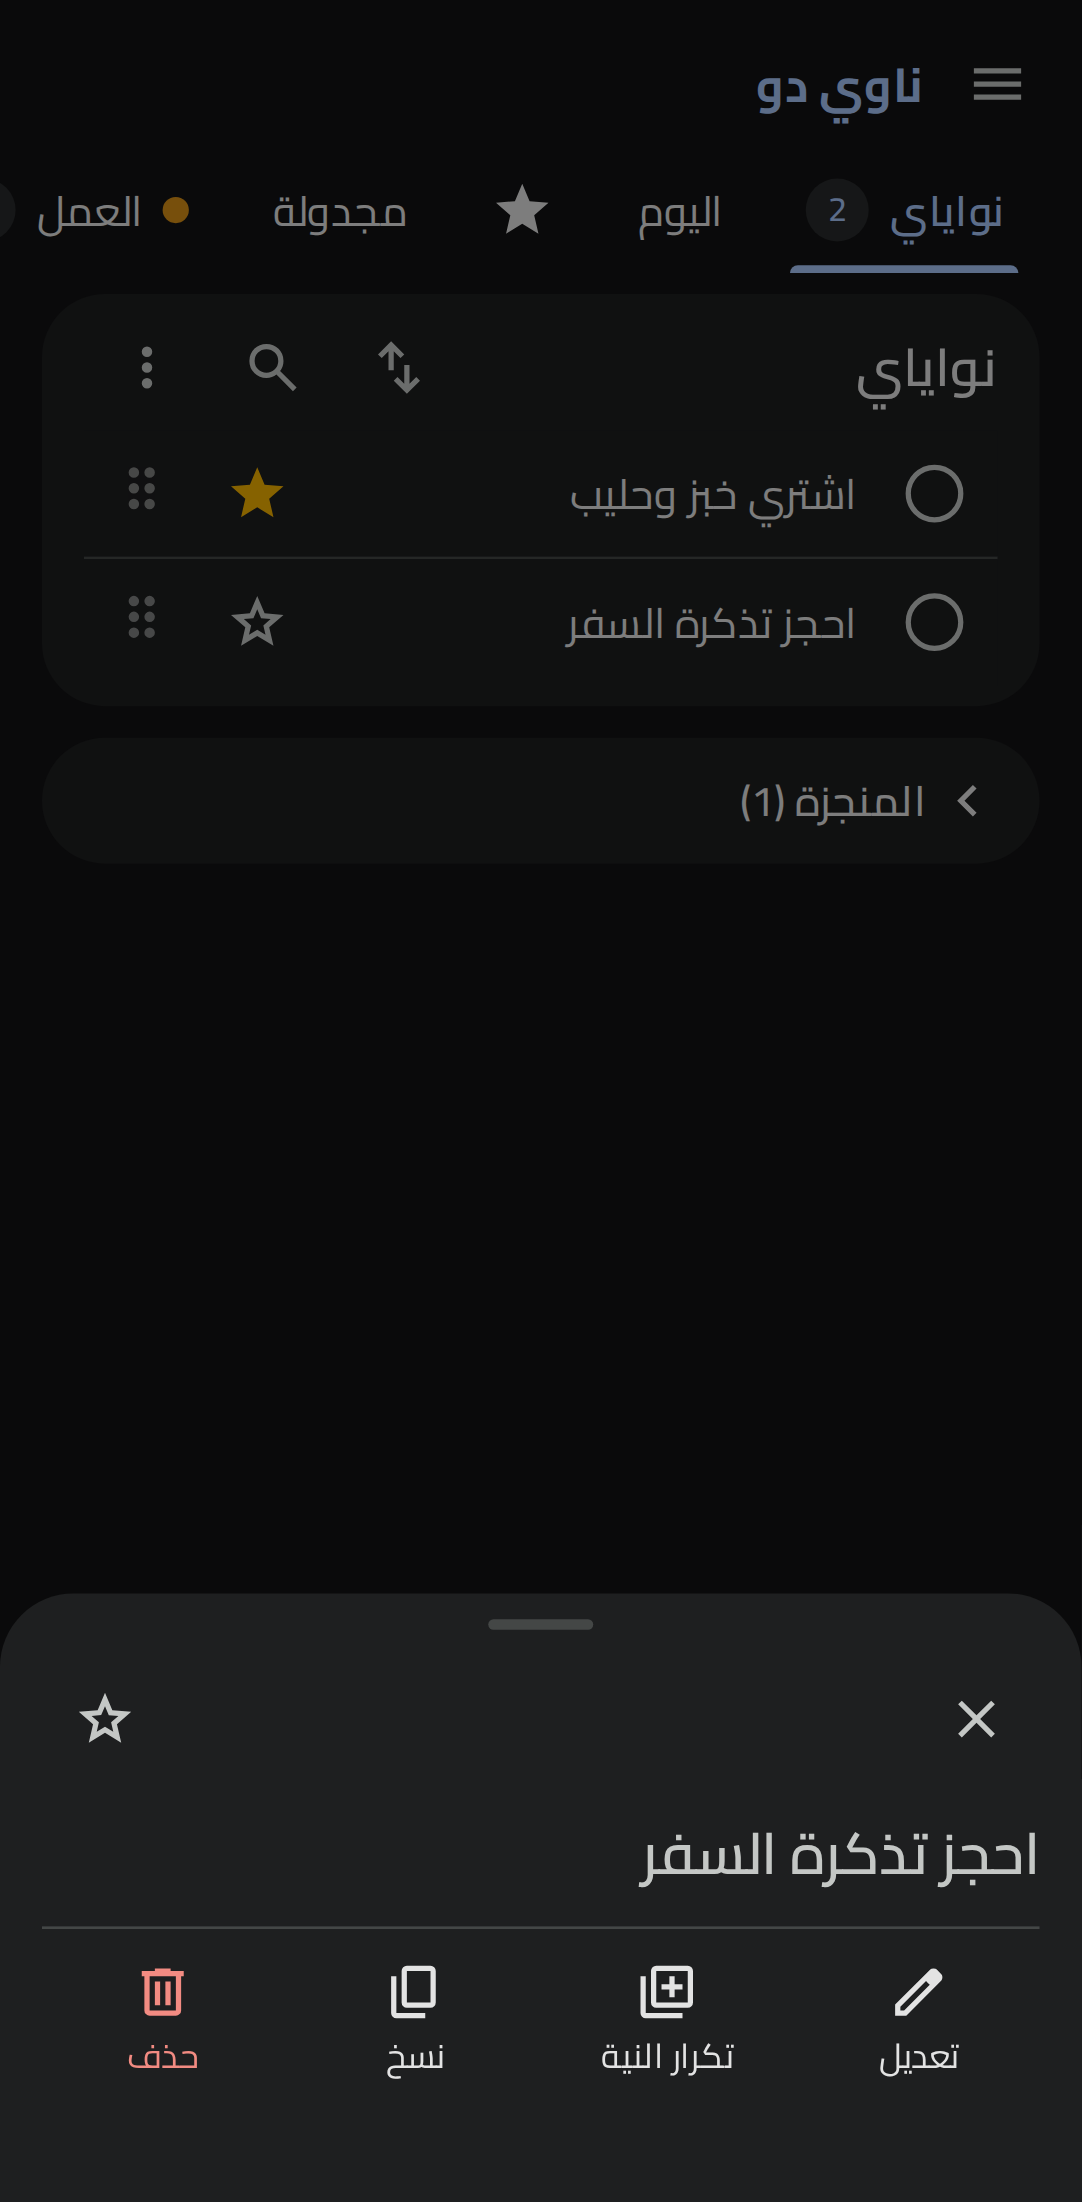 ناوي دو
نواياي 2 اليوم مجدولة العمل
نواياي
اشتري خبز وحليب
احجز تذكرة السفر
المنجزة (1)
احجز تذكرة السفر
تعديل تكرار النية نسخ حذف